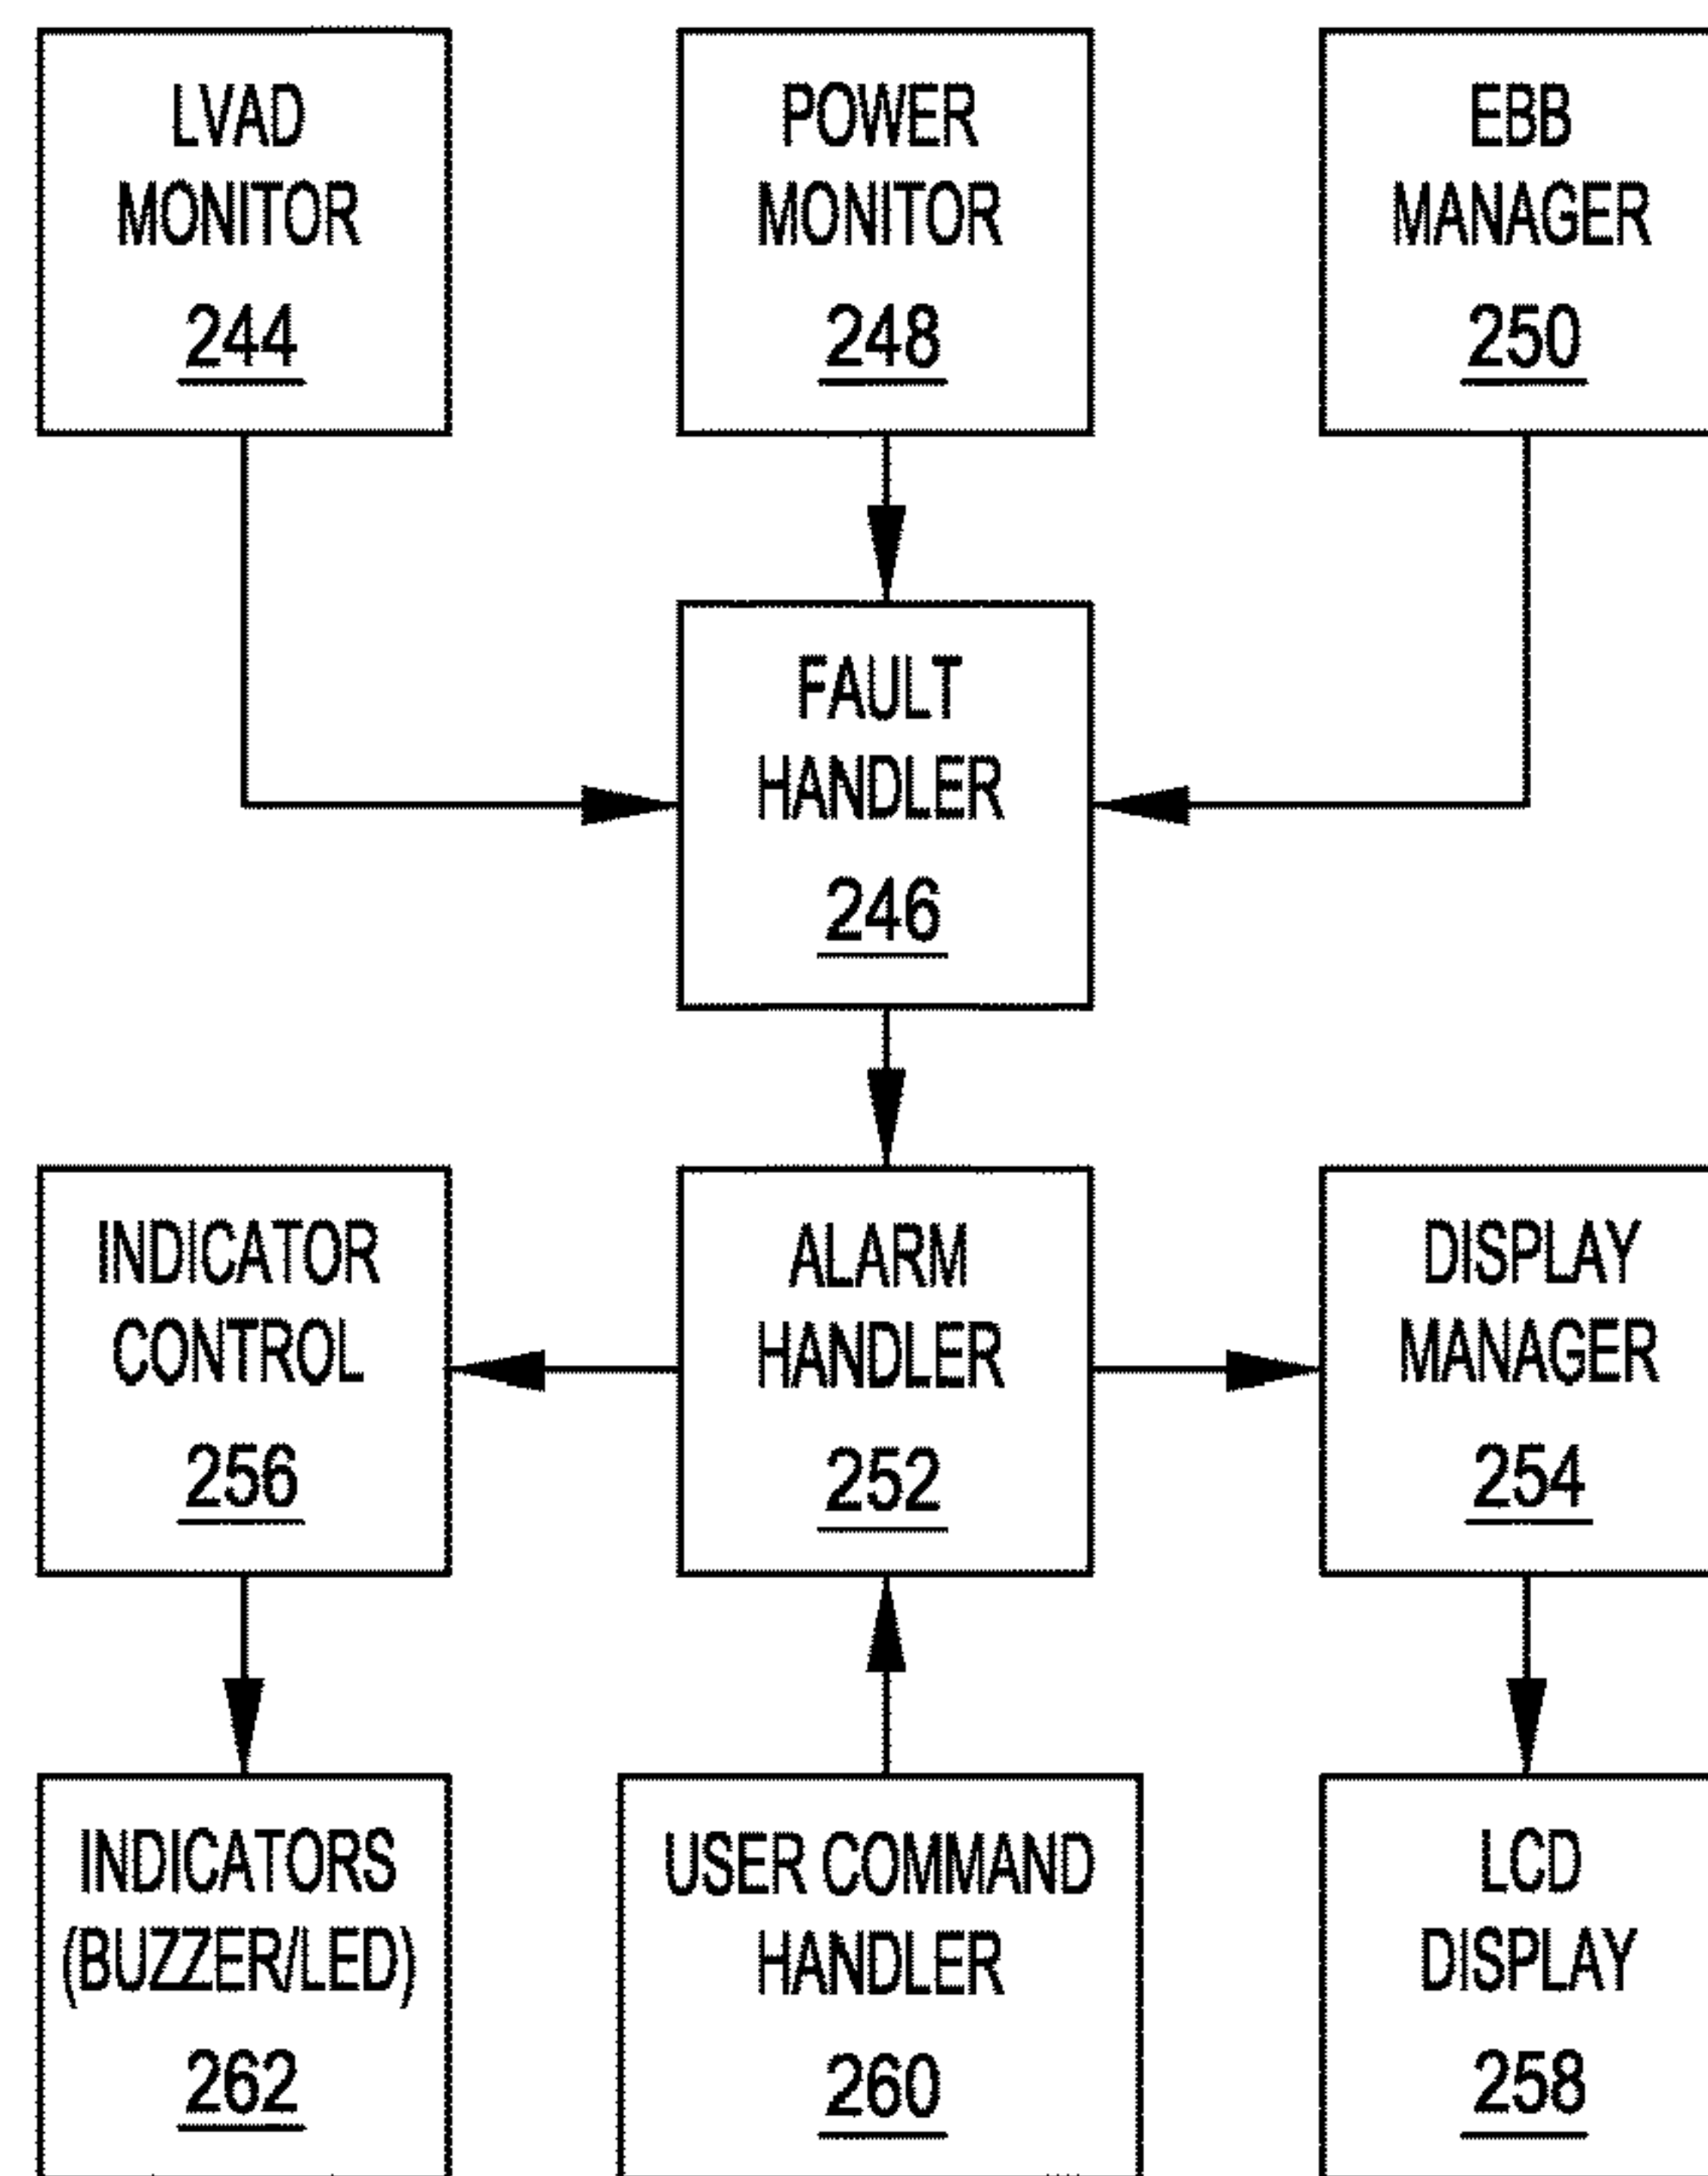 LVAD
MONITOR
244
POWER
MONITOR
248
EBB
MANAGER
250
FAULT
HANDLER
246
INDICATOR
CONTROL
256
ALARM
HANDLER
252
DISPLAY
MANAGER
254
INDICATORS
(BUZZER/LED)
262
USER COMMAND
HANDLER
260
LCD
DISPLAY
258